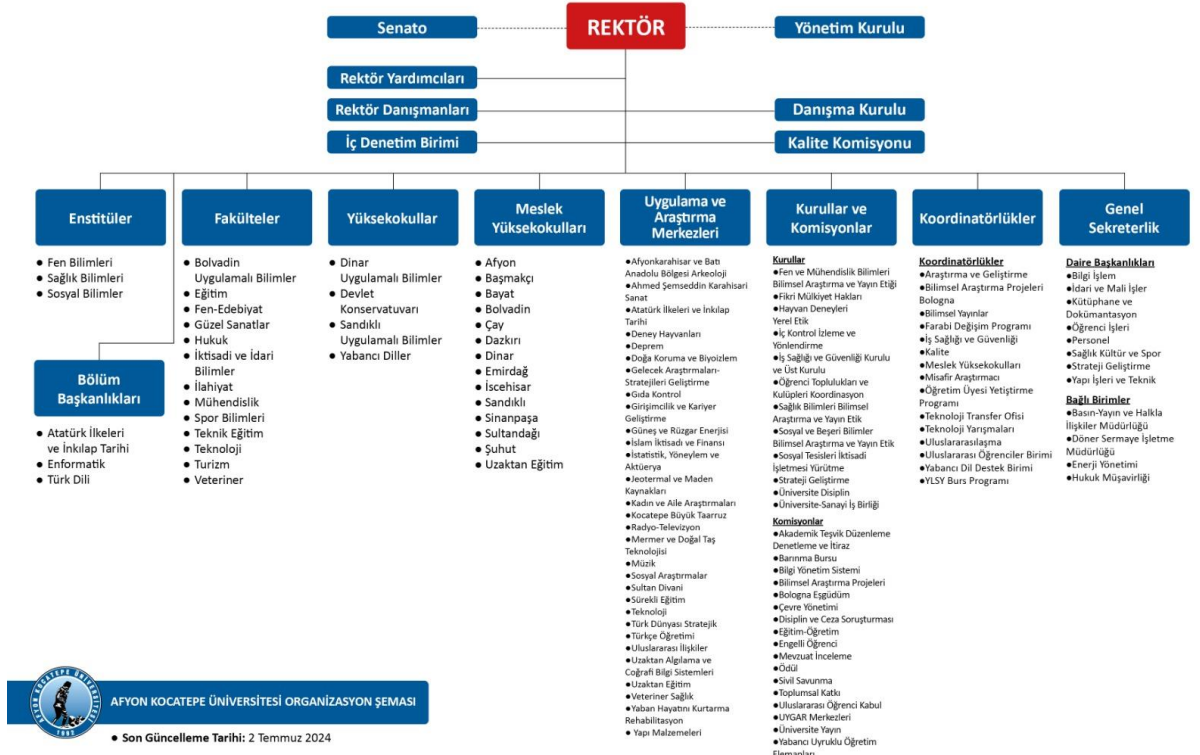 Senato
REKTÖR
Yönetim Kurulu
Rektör Yardımcıları
Rektör Danışmanları
Danışma Kurulu
İç Denetim Birimi
Kalite Komisyonu
Enstitüler
● Fen Bilimleri
● Sağlık Bilimleri
● Sosyal Bilimler
Bölüm
Başkanlıkları
● Atatürk İlkeleri
ve İnkılap Tarihi
● Enformatik
● Türk Dili
Fakülteler
● Bolvadin
Uygulamalı Bilimler
● Eğitim
● Fen-Edebiyat
● Güzel Sanatlar
● Hukuk
● İktisadi ve İdari
Bilimler
● İlahiyat
● Mühendislik
● Spor Bilimleri
● Teknik Eğitim
● Teknoloji
● Turizm
● Veteriner
Yüksekokullar
● Dinar
Uygulamalı Bilimler
● Devlet
Konservatuvarı
● Sandıklı
Uygulamalı Bilimler
● Yabancı Diller
Meslek
Yüksekokulları
● Afyon
● Başmakçı
● Bayat
● Bolvadin
● Çay
● Dazkırı
● Dinar
● Emirdağ
● İscehisar
● Sandıklı
● Sinanpaşa
● Sultandağı
● Şuhut
● Uzaktan Eğitim
Uygulama ve
Araştırma
Merkezleri
●Afyonkarahisar ve Batı
Anadolu Bölgesi Arkeoloji
●Ahmed Şemseddin Karahisari
Sanat
●Atatürk İlkeleri ve İnkılap
Tarihi
●Deney Hayvanları
●Deprem
●Doğa Koruma ve Biyoizlem
●Gelecek Araştırmaları-
Stratejileri Geliştirme
●Gıda Kontrol
●Girişimcilik ve Kariyer
Geliştirme
●Güneş ve Rüzgar Enerjisi
●İslam İktisadı ve Finansı
●İstatistik, Yöneylem ve
Aktüerya
●Jeotermal ve Maden
Kaynakları
●Kadın ve Aile Araştırmaları
●Kocatepe Büyük Taarruz
●Radyo-Televizyon
●Mermer ve Doğal Taş
Teknolojisi
●Müzik
●Sosyal Araştırmalar
●Sultan Divani
●Sürekli Eğitim
●Teknoloji
●Türk Dünyası Stratejik
●Türkçe Öğretimi
●Uluslararası İlişkiler
●Uzaktan Algılama ve
Coğrafi Bilgi Sistemleri
●Uzaktan Eğitim
●Veteriner Sağlık
●Yaban Hayatını Kurtarma
Rehabilitasyon
● Yapı Malzemeleri
Kurullar ve
Komisyonlar
Kurullar
●Fen ve Mühendislik Bilimleri
Bilimsel Araştırma ve Yayın Etiği
●Fikri Mülkiyet Hakları
●Hayvan Deneyleri
Yerel Etik
●İç Kontrol İzleme ve
Yönlendirme
●İş Sağlığı ve Güvenliği Kurulu
ve Üst Kurulu
●Öğrenci Toplulukları ve
Kulüpleri Koordinasyon
●Sağlık Bilimleri Bilimsel
Araştırma ve Yayın Etik
●Sosyal ve Beşeri Bilimler
Bilimsel Araştırma ve Yayın Etik
●Sosyal Tesisleri İktisadi
İşletmesi Yürütme
●Strateji Geliştirme
●Üniversite Disiplin
●Üniversite-Sanayi İş Birliği
Komisyonlar
●Akademik Teşvik Düzenleme
Denetleme ve İtiraz
●Barınma Bursu
●Bilgi Yönetim Sistemi
●Bilimsel Araştırma Projeleri
●Bologna Eşgüdüm
●Çevre Yönetimi
●Disiplin ve Ceza Soruşturması
●Eğitim-Öğretim
●Engelli Öğrenci
●Mevzuat İnceleme
●Ödül
●Sivil Savunma
●Toplumsal Katkı
●Uluslararası Öğrenci Kabul
●UYGAR Merkezleri
●Üniversite Yayın
●Yabancı Uyruklu Öğretim
Elemanları
Koordinatörlükler
Koordinatörlükler
●Araştırma ve Geliştirme
●Bilimsel Araştırma Projeleri
Bologna
●Bilimsel Yayınlar
●Farabi Değişim Programı
●İş Sağlığı ve Güvenliği
●Kalite
●Meslek Yüksekokulları
●Misafir Araştırmacı
●Öğretim Üyesi Yetiştirme
Programı
●Teknoloji Transfer Ofisi
●Teknoloji Yarışmaları
●Uluslararasılaşma
●Uluslararası Öğrenciler Birimi
●Yabancı Dil Destek Birimi
●YLSY Burs Programı
Genel
Sekreterlik
Daire Başkanlıkları
●Bilgi İşlem
●İdari ve Mali İşler
●Kütüphane ve
Dokümantasyon
●Öğrenci İşleri
●Personel
●Sağlık Kültür ve Spor
●Strateji Geliştirme
●Yapı İşleri ve Teknik
Bağlı Birimler
●Basın-Yayın ve Halkla
İlişkiler Müdürlüğü
●Döner Sermaye İşletme
Müdürlüğü
●Enerji Yönetimi
●Hukuk Müşavirliği
AFYON KOCATEPE ÜNİVERSİTESİ
1992
AFYON KOCATEPE ÜNİVERSİTESİ ORGANİZASYON ŞEMASI
● Son Güncelleme Tarihi: 2 Temmuz 2024